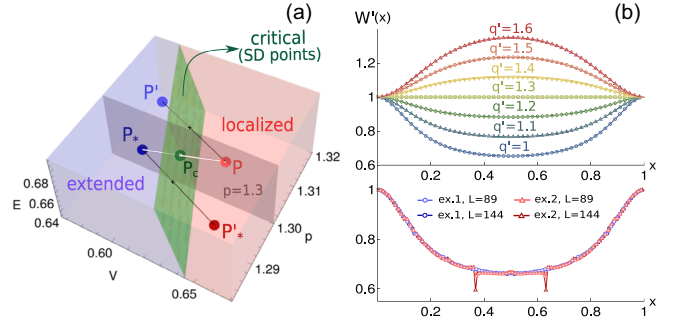 (a)
critical
(SD points)
P'
localized
P*
Pc
P
extended
p=1.3
P'*
E
0.68
0.66
0.64
0.60
V
0.65
1.29
1.30
p
1.31
1.32
(b)
W'(x)
1.4
1.2
1
0.8
0.6
q'=1.6
q'=1.5
q'=1.4
q'=1.3
q'=1.2
q'=1.1
q'=1
0.2 0.4 0.6 0.8 1 x
1.0
0.8
0.6
ex.1, L=89 ex.2, L=89
ex.1, L=144 ex.2, L=144
0.2 0.4 0.6 0.8 1 x